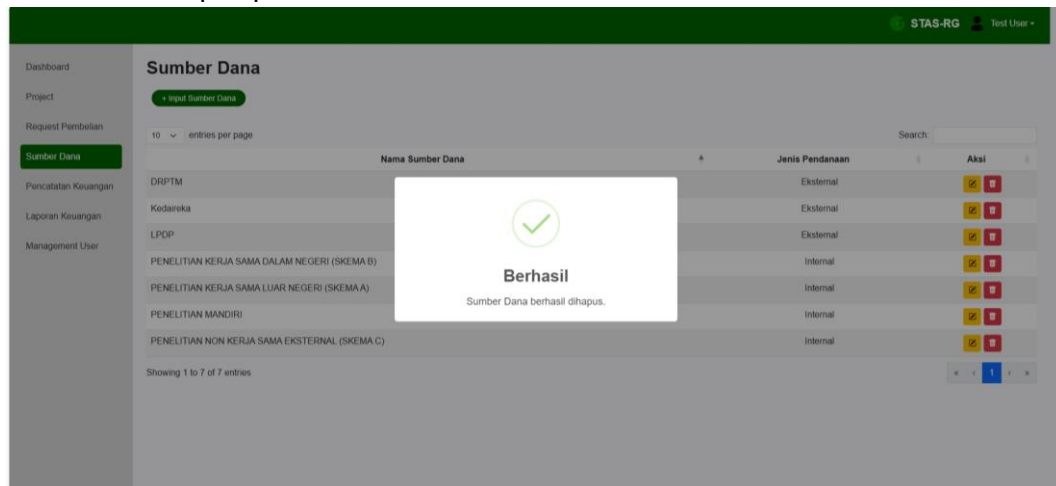 STAS-RG Test User
Dashboard
Project
Request Pembelian
Sumber Dana
Pencatatan Keuangan
Laporan Keuangan
Management User
Sumber Dana
+ Input Sumber Dana
10 entries per page Search:
Nama Sumber Dana Jenis Pendanaan Aksi
DRPTM Eksternal
Kedaireka Eksternal
LPDP Eksternal
PENELITIAN KERJA SAMA DALAM NEGERI (SKEMA B) Internal
PENELITIAN KERJA SAMA LUAR NEGERI (SKEMA A) Internal
PENELITIAN MANDIRI Internal
PENELITIAN NON KERJA SAMA EKSTERNAL (SKEMA C) Internal
Showing 1 to 7 of 7 entries « ‹ 1 › »
Berhasil
Sumber Dana berhasil dihapus.